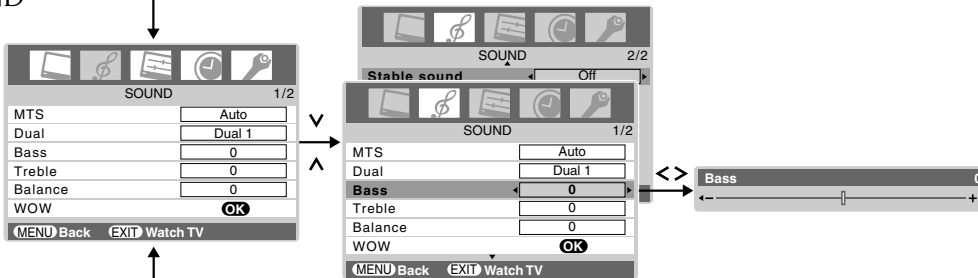 SOUND 1/2
MTS Auto
Dual Dual 1
Bass 0
Treble 0
Balance 0
WOW OK
MENU Back EXIT Watch TV
SOUND 2/2
Stable sound Off
SOUND 1/2
MTS Auto
Dual Dual 1
Bass 0
Treble 0
Balance 0
WOW OK
MENU Back EXIT Watch TV
Bass
− +